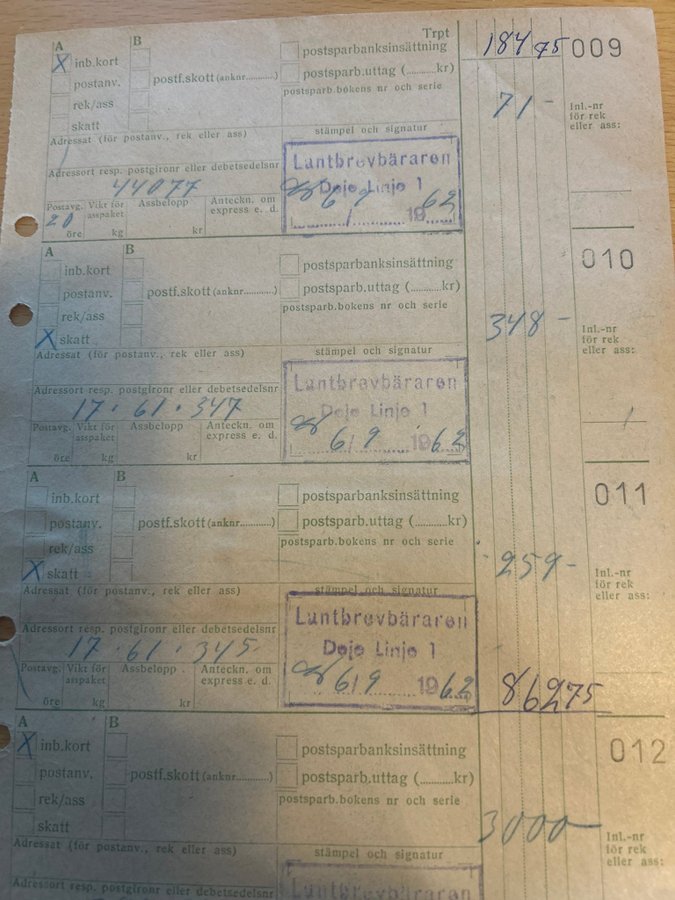 Trpt 184 75 009
A B
X inb.kort postsparbanksinsättning
postanv. postf.skott (anknr...........) postsparb.uttag (..........kr)
rek/ass postsparb.bokens nr och serie 71 - Inl.-nr för rek eller ass:
skatt
Adressat (för postanv., rek eller ass) stämpel och signatur
Lantbrevbäraren
Adressort resp. postgironr eller debetsedelsnr
44077 Deje Linje 1
Postavg. Vikt för asspaket Assbelopp Anteckn. om express e. d.
6/9 1962
20 öre kg kr
A B 010
inb.kort postsparbanksinsättning
postanv. postf.skott (anknr...........) postsparb.uttag (..........kr)
rek/ass postsparb.bokens nr och serie
X skatt 348 - Inl.-nr för rek eller ass:
Adressat (för postanv., rek eller ass) stämpel och signatur
Lantbrevbäraren
Adressort resp. postgironr eller debetsedelsnr
17 · 61 · 347 Deje Linje 1
Postavg. Vikt för asspaket Assbelopp Anteckn. om express e. d.
6/9 1962
öre kg kr
A B
inb.kort postsparbanksinsättning 011
postanv. postf.skott (anknr...........) postsparb.uttag (..........kr)
rek/ass postsparb.bokens nr och serie
X skatt 259 - Inl.-nr för rek eller ass:
Adressat (för postanv., rek eller ass) stämpel och signatur
Lantbrevbäraren
Adressort resp. postgironr eller debetsedelsnr
17 · 61 · 345 Deje Linje 1
Postavg. Vikt för asspaket Assbelopp Anteckn. om express e. d.
6/9 1962 862 75
öre kg kr
A B
X inb.kort postsparbanksinsättning 012
postanv. postf.skott (anknr...........) postsparb.uttag (..........kr)
rek/ass postsparb.bokens nr och serie
skatt 3000 - Inl.-nr för rek eller ass:
Adressat (för postanv., rek eller ass) stämpel och signatur
Adressort resp. postgironr eller debetsedelsnr Lantbrevbäraren